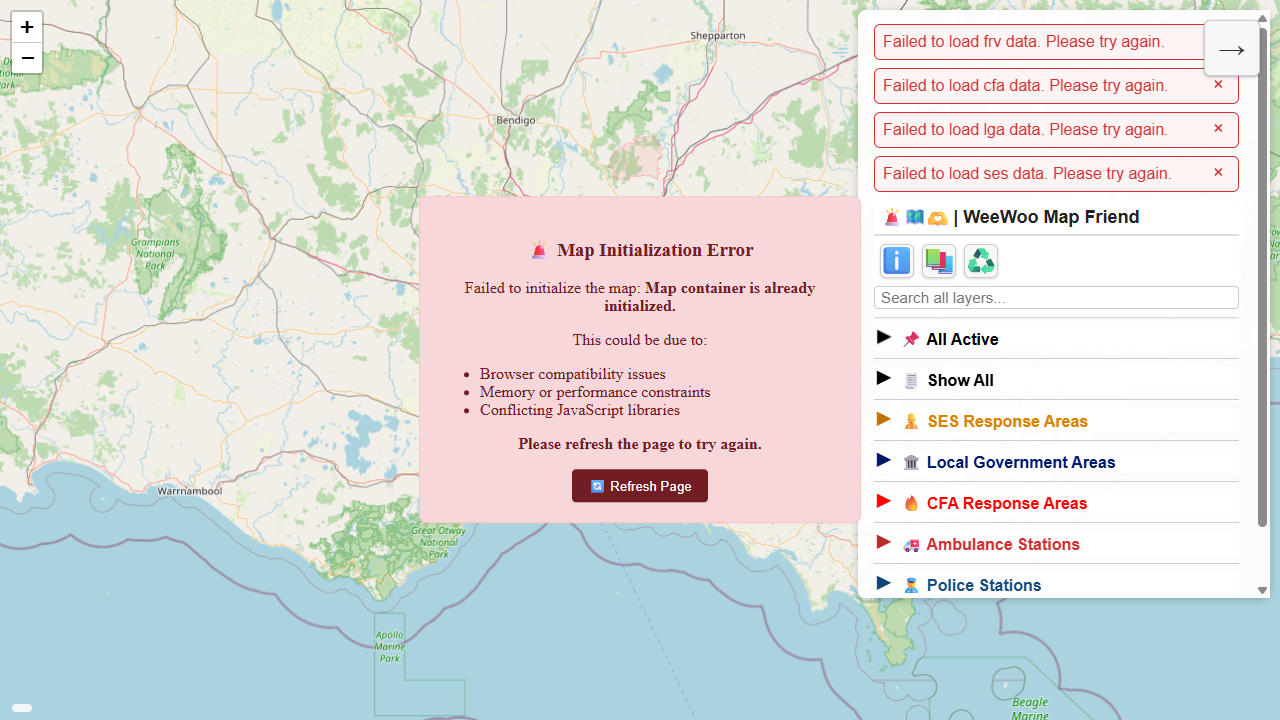 +
−
Shepparton
Bendigo
Grampians
National
Park
Warrnambool
Great Otway
National
Park
Apollo
Marine
Park
Beagle
Marine
Failed to load frv data. Please try again.
→
Failed to load cfa data. Please try again. ×
Failed to load lga data. Please try again. ×
Failed to load ses data. Please try again. ×
| WeeWoo Map Friend
Search all layers...
▶ All Active
▶ Show All
▶ SES Response Areas
▶ Local Government Areas
▶ CFA Response Areas
▶ Ambulance Stations
▶ Police Stations
Map Initialization Error
Failed to initialize the map: Map container is already
initialized.
This could be due to:
• Browser compatibility issues
• Memory or performance constraints
• Conflicting JavaScript libraries
Please refresh the page to try again.
Refresh Page